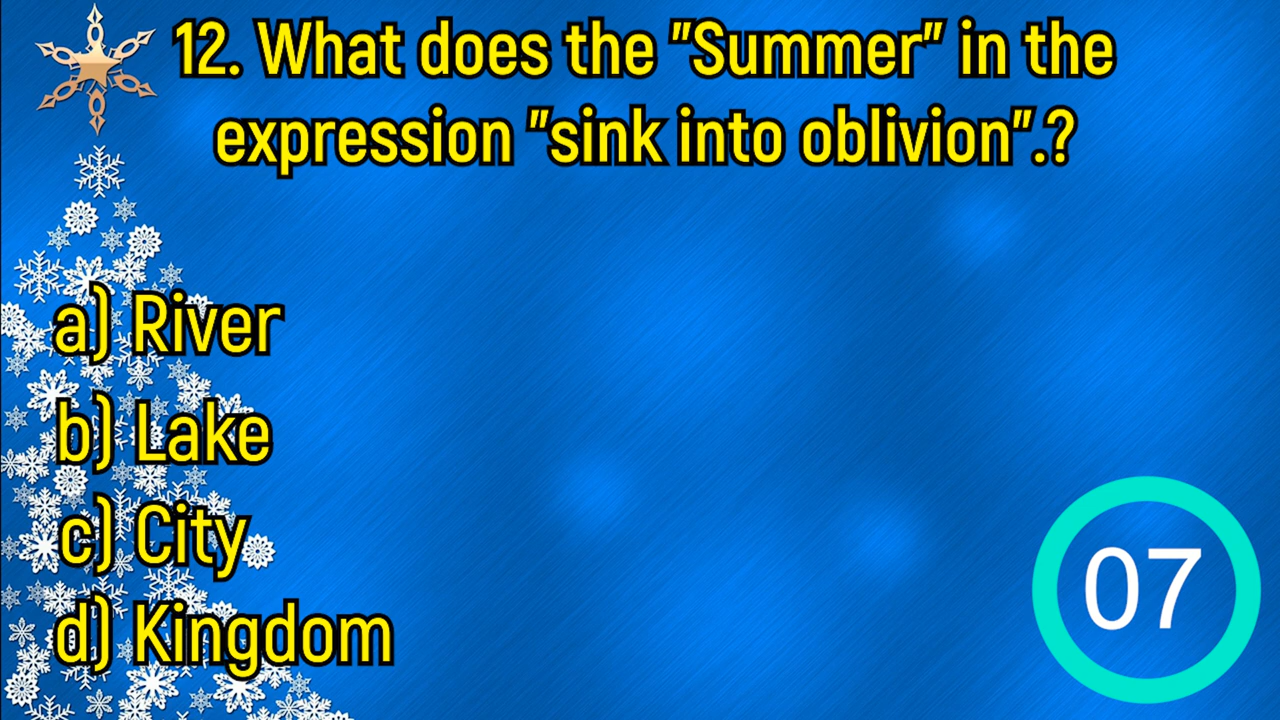 12. What does the "Summer" in the
expression "sink into oblivion".?
a) River
b) Lake
c) City
d) Kingdom
07